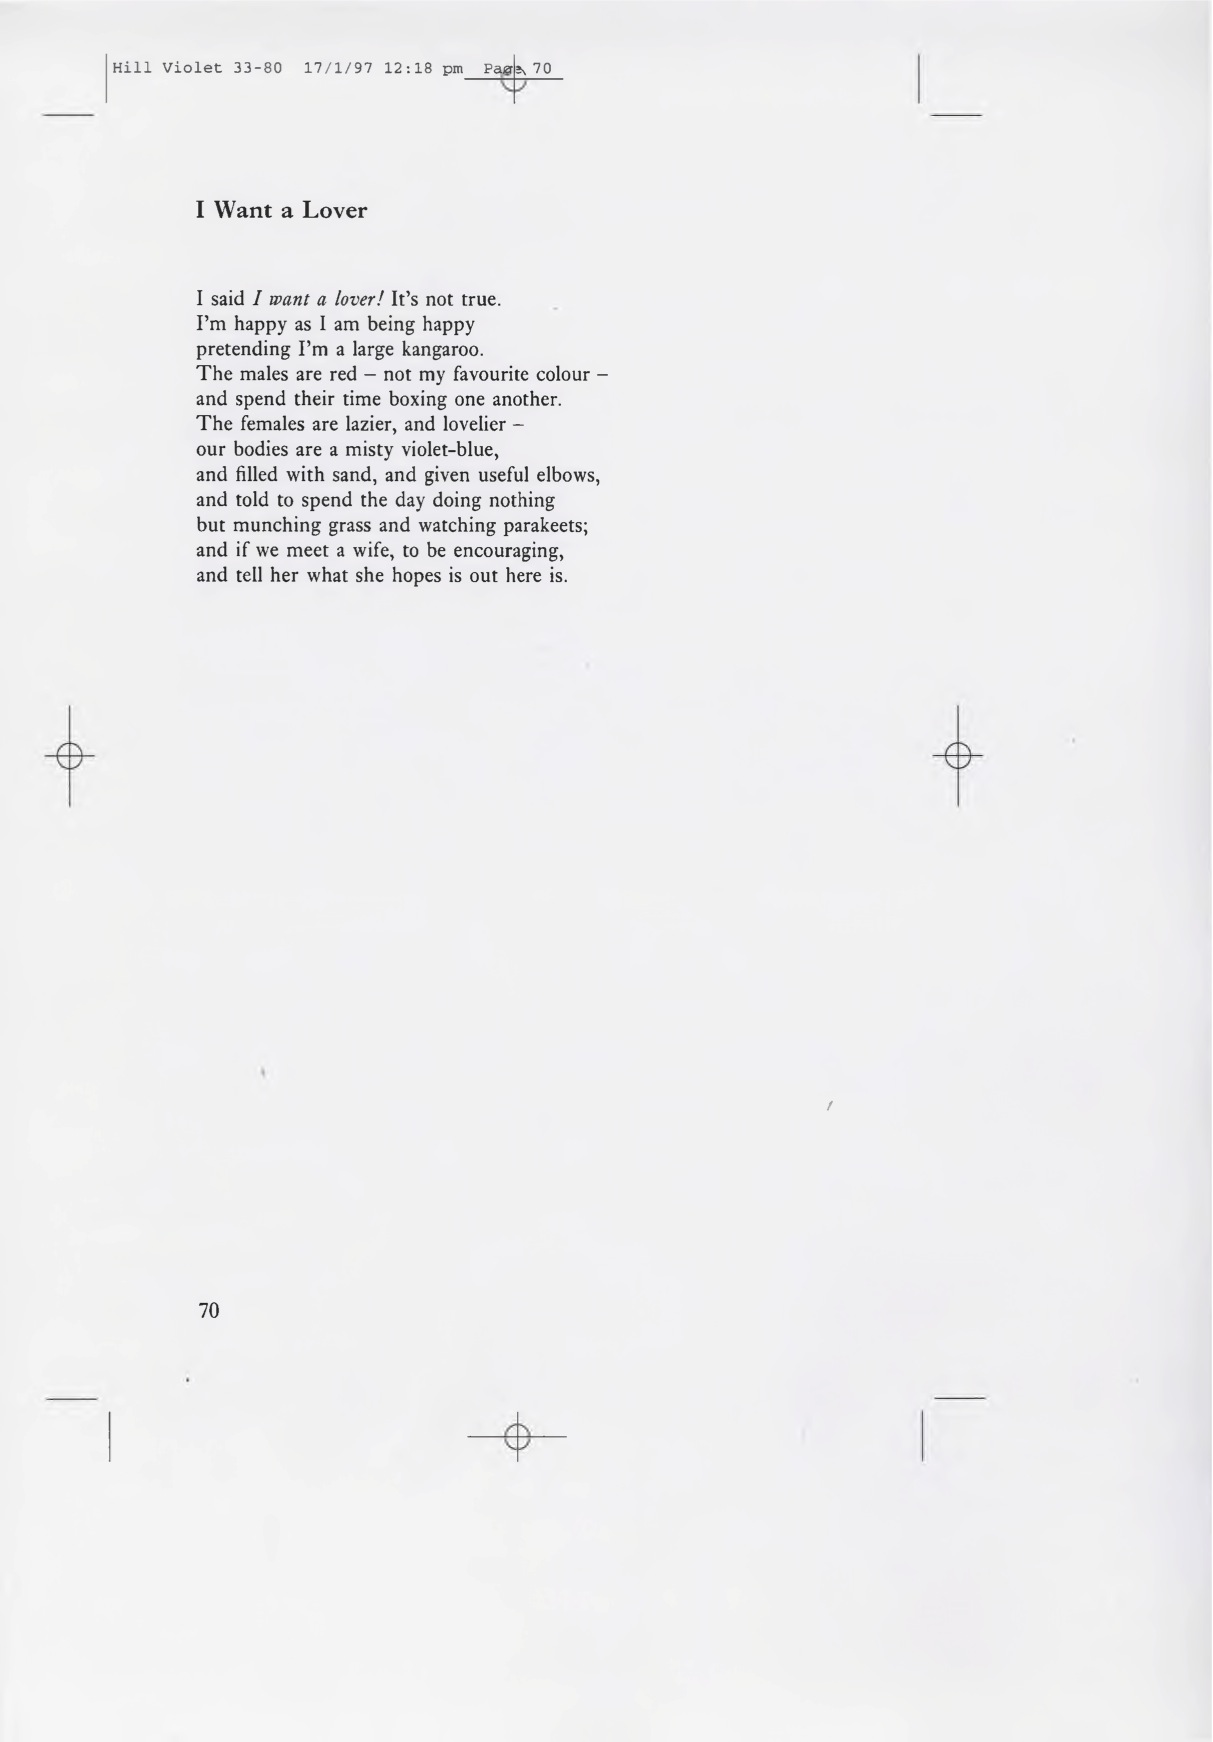 Hill Violet 33-80 17/1/97 12:18 pm Page 70
I Want a Lover
I said I want a lover! It's not true.
I'm happy as I am being happy
pretending I'm a large kangaroo.
The males are red – not my favourite colour –
and spend their time boxing one another.
The females are lazier, and lovelier –
our bodies are a misty violet-blue,
and filled with sand, and given useful elbows,
and told to spend the day doing nothing
but munching grass and watching parakeets;
and if we meet a wife, to be encouraging,
and tell her what she hopes is out here is.
70